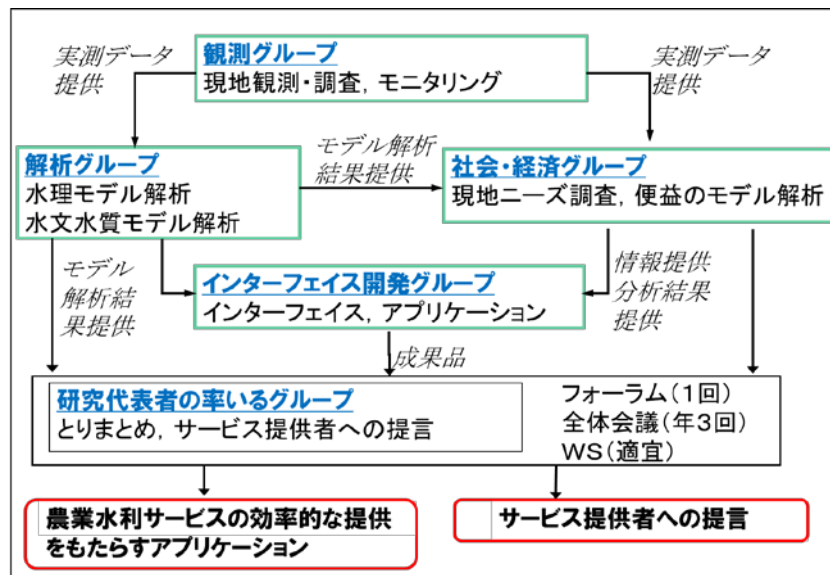 実測データ
提供
観測グループ
現地観測・調査, モニタリング
実測データ
提供
解析グループ
水理モデル解析
水文水質モデル解析
モデル解析
結果提供
社会・経済グループ
現地ニーズ調査, 便益のモデル解析
モデル
解析結
果提供
インターフェイス開発グループ
インターフェイス, アプリケーション
情報提供
分析結果
提供
成果品
研究代表者の率いるグループ
とりまとめ, サービス提供者への提言
フォーラム(1回)
全体会議(年3回)
WS(適宜)
農業水利サービスの効率的な提供
をもたらすアプリケーション
サービス提供者への提言